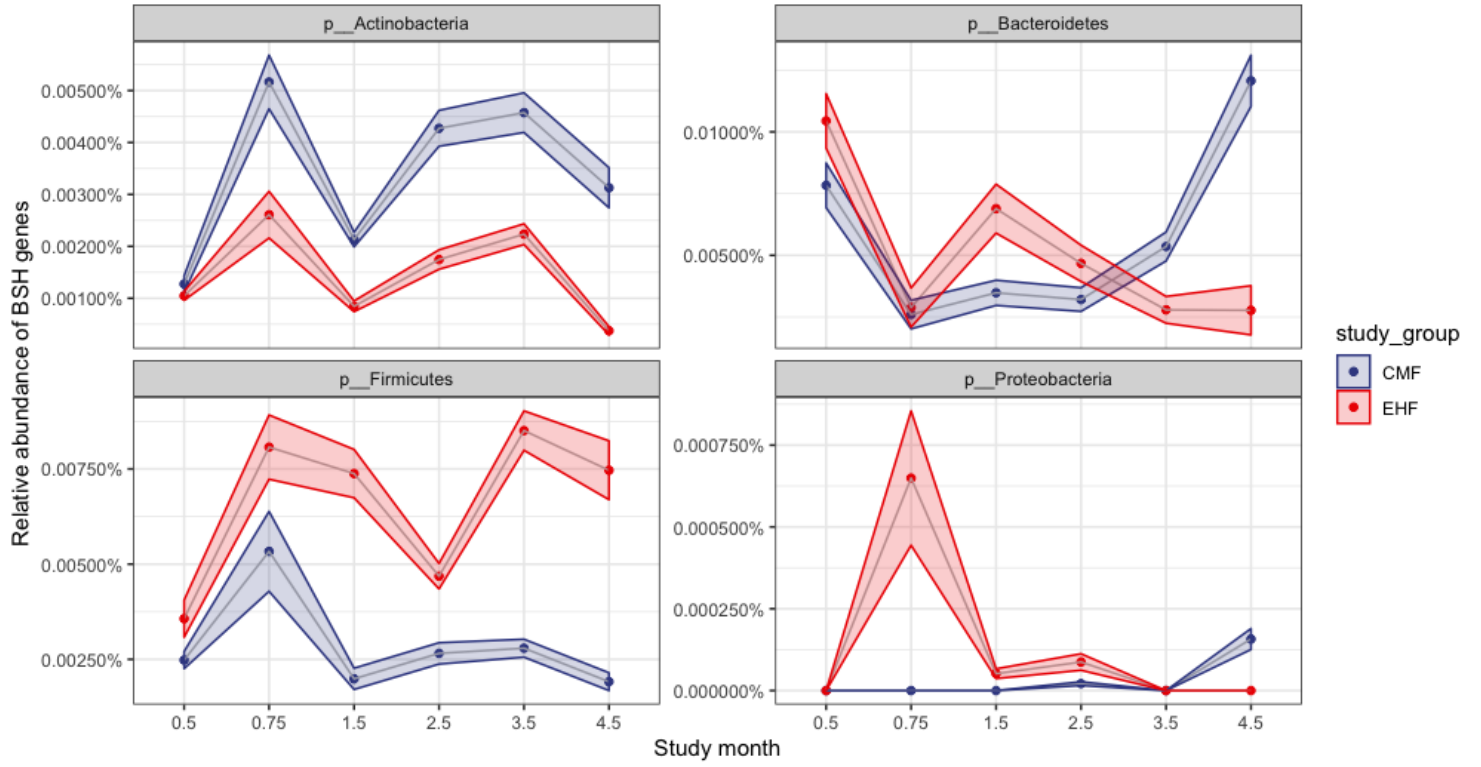 p__Actinobacteria
p__Bacteroidetes
0.00500%
0.00400%
0.00300%
0.00200%
0.00100%
0.01000%
0.00500%
Relative abundance of BSH genes
p__Firmicutes
p__Proteobacteria
0.00750%
0.00500%
0.00250%
0.000750%
0.000500%
0.000250%
0.000000%
0.5 0.75 1.5 2.5 3.5 4.5
0.5 0.75 1.5 2.5 3.5 4.5
Study month
study_group
CMF
EHF